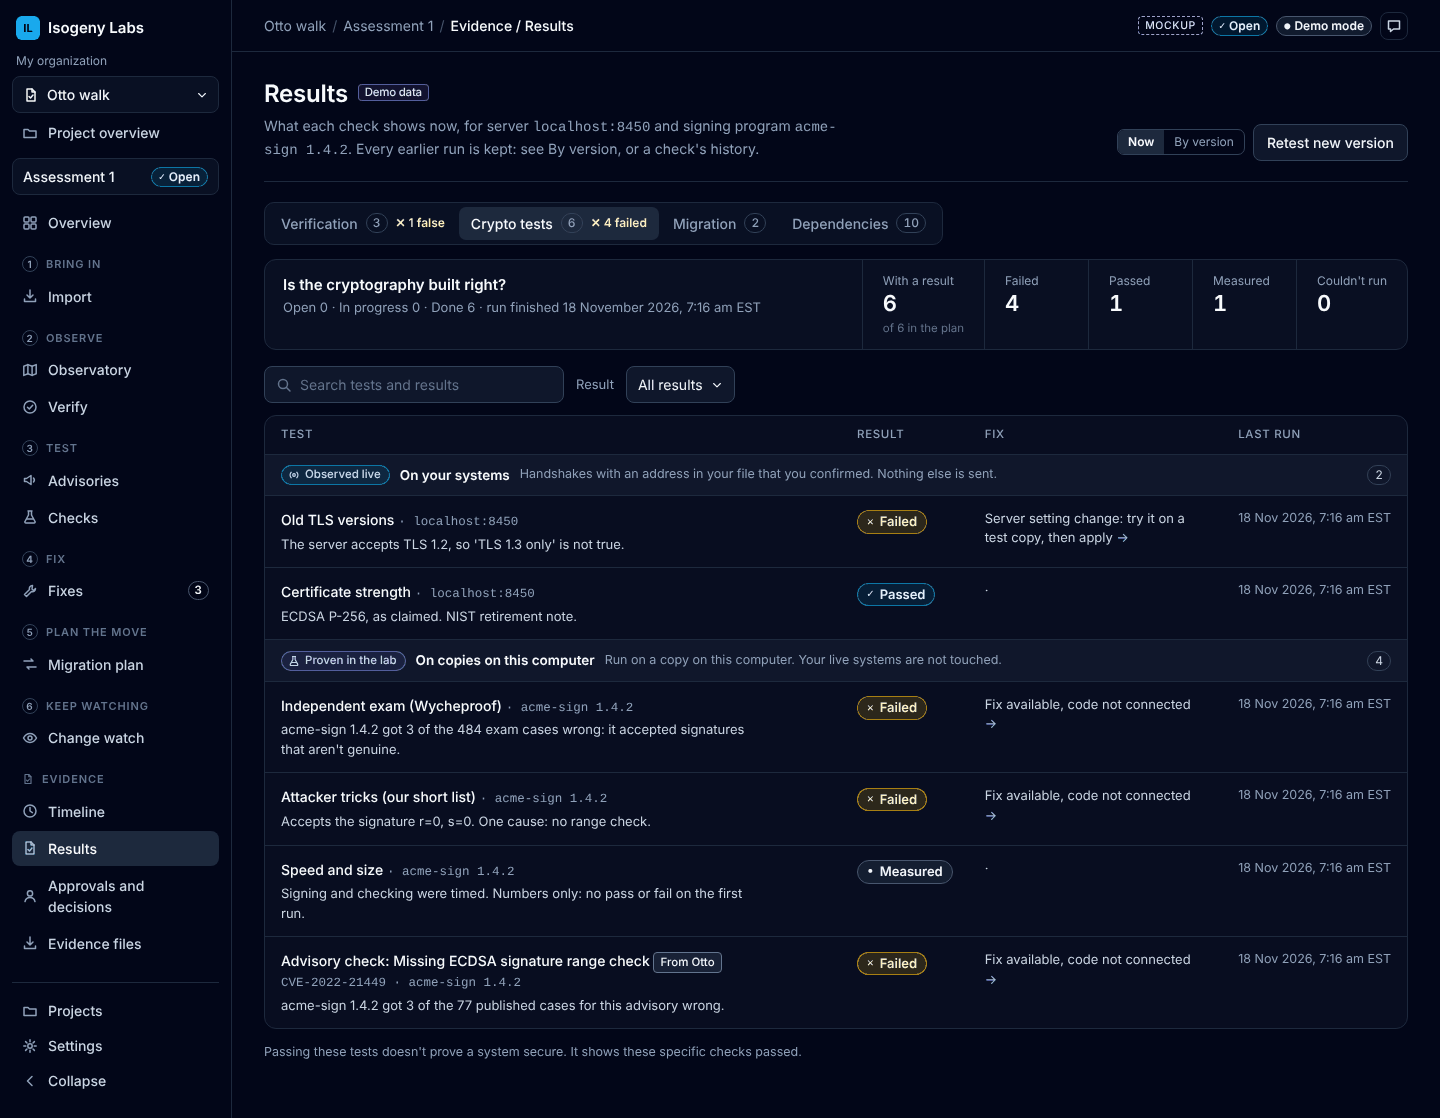 IL Isogeny Labs
My organization
Otto walk
Project overview
Assessment 1 ✓ Open
Overview
1 BRING IN
Import
2 OBSERVE
Observatory
Verify
3 TEST
Advisories
Checks
4 FIX
Fixes 3
5 PLAN THE MOVE
Migration plan
6 KEEP WATCHING
Change watch
EVIDENCE
Timeline
Results
Approvals and
decisions
Evidence files
Projects
Settings
Collapse
Otto walk / Assessment 1 / Evidence / Results
MOCKUP ✓ Open ● Demo mode
Results Demo data
What each check shows now, for server localhost:8450 and signing program acme-
sign 1.4.2. Every earlier run is kept: see By version, or a check's history.
Now By version Retest new version
Verification 3 ✕ 1 false Crypto tests 6 ✕ 4 failed Migration 2 Dependencies 10
Is the cryptography built right?
Open 0 · In progress 0 · Done 6 · run finished 18 November 2026, 7:16 am EST
With a result
6
of 6 in the plan
Failed
4
Passed
1
Measured
1
Couldn't run
0
Search tests and results Result All results
TEST RESULT FIX LAST RUN
Observed live On your systems Handshakes with an address in your file that you confirmed. Nothing else is sent. 2
Old TLS versions · localhost:8450
The server accepts TLS 1.2, so 'TLS 1.3 only' is not true.
✕ Failed
Server setting change: try it on a
test copy, then apply →
18 Nov 2026, 7:16 am EST
Certificate strength · localhost:8450
ECDSA P-256, as claimed. NIST retirement note.
✓ Passed
·
18 Nov 2026, 7:16 am EST
Proven in the lab On copies on this computer Run on a copy on this computer. Your live systems are not touched. 4
Independent exam (Wycheproof) · acme-sign 1.4.2
acme-sign 1.4.2 got 3 of the 484 exam cases wrong: it accepted signatures
that aren't genuine.
✕ Failed
Fix available, code not connected
→
18 Nov 2026, 7:16 am EST
Attacker tricks (our short list) · acme-sign 1.4.2
Accepts the signature r=0, s=0. One cause: no range check.
✕ Failed
Fix available, code not connected
→
18 Nov 2026, 7:16 am EST
Speed and size · acme-sign 1.4.2
Signing and checking were timed. Numbers only: no pass or fail on the first
run.
• Measured
·
18 Nov 2026, 7:16 am EST
Advisory check: Missing ECDSA signature range check From Otto
CVE-2022-21449 · acme-sign 1.4.2
acme-sign 1.4.2 got 3 of the 77 published cases for this advisory wrong.
✕ Failed
Fix available, code not connected
→
18 Nov 2026, 7:16 am EST
Passing these tests doesn't prove a system secure. It shows these specific checks passed.